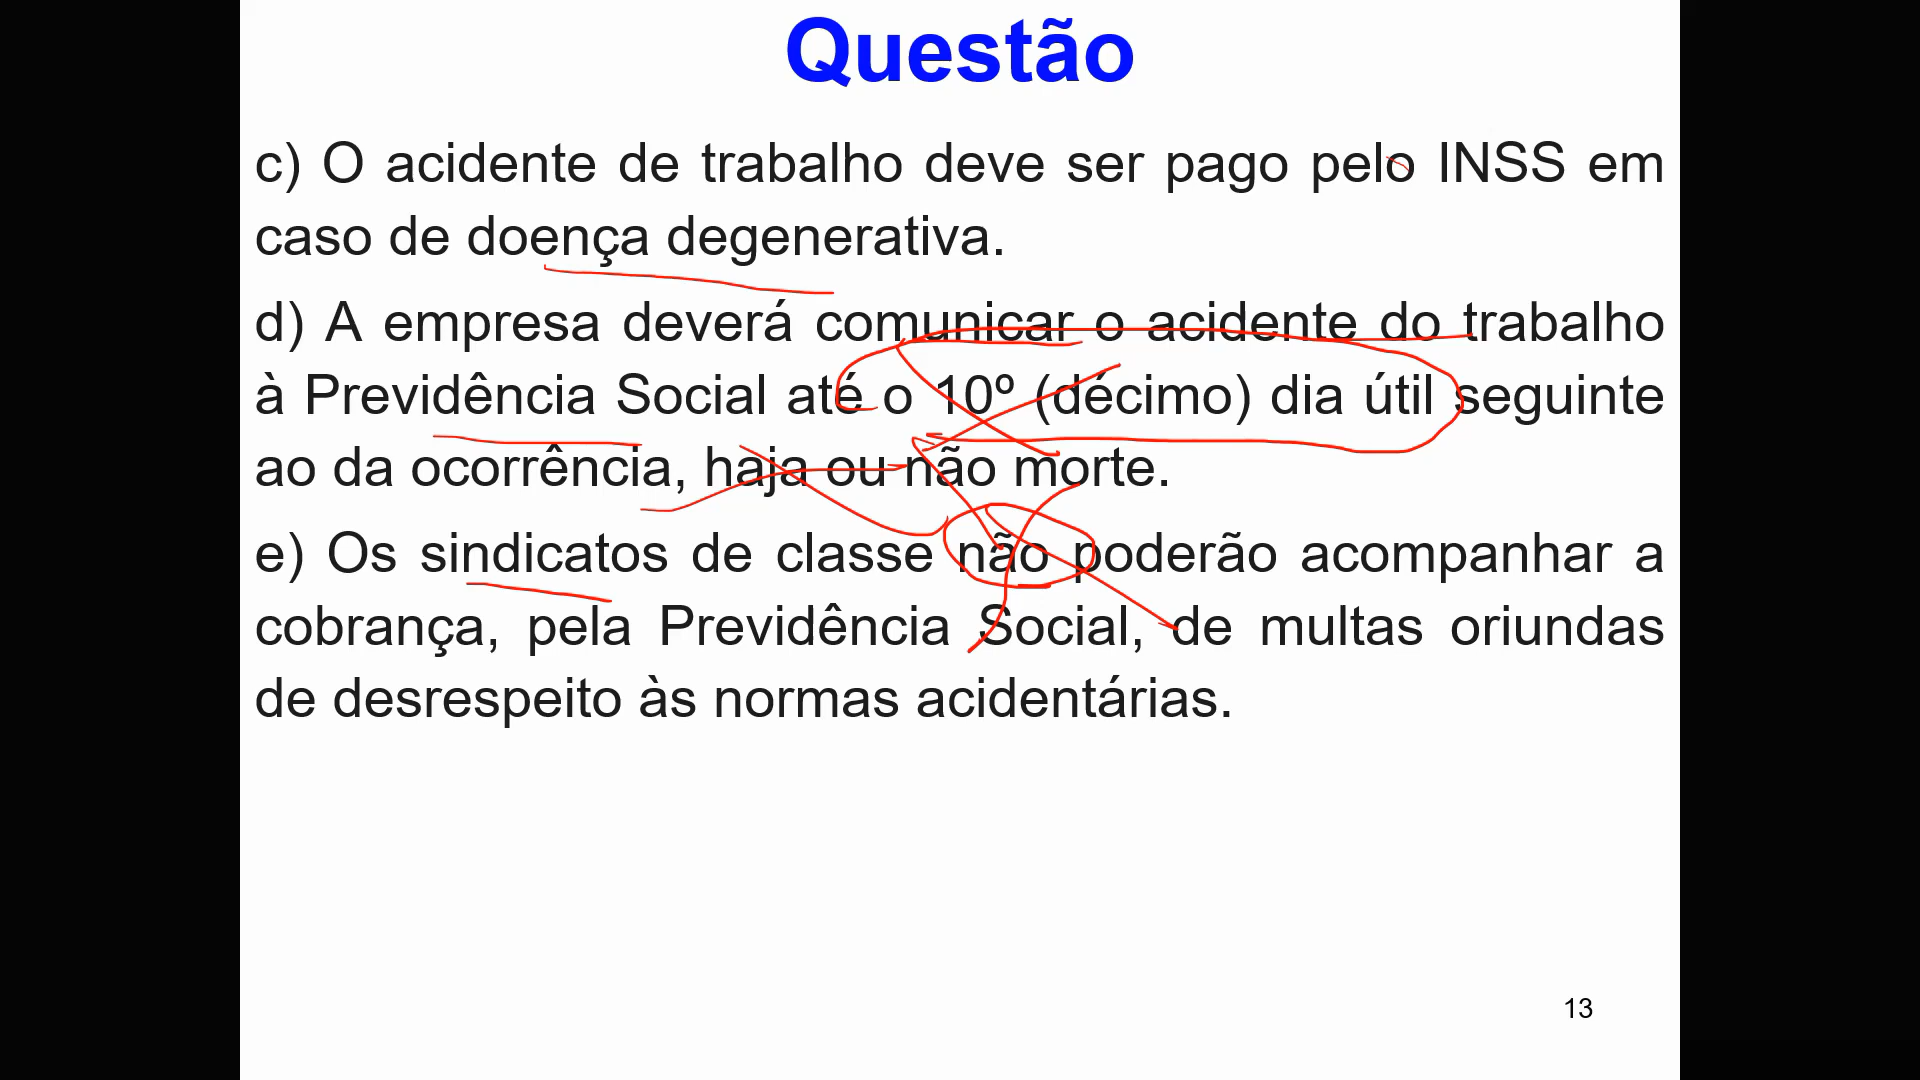 Questão
c) O acidente de trabalho deve ser pago pelo INSS em
caso de doença degenerativa.
d) A empresa deverá comunicar o acidente do trabalho
à Previdência Social até o 10º (décimo) dia útil seguinte
ao da ocorrência, haja ou não morte.
e) Os sindicatos de classe não poderão acompanhar a
cobrança, pela Previdência Social, de multas oriundas
de desrespeito às normas acidentárias.
13